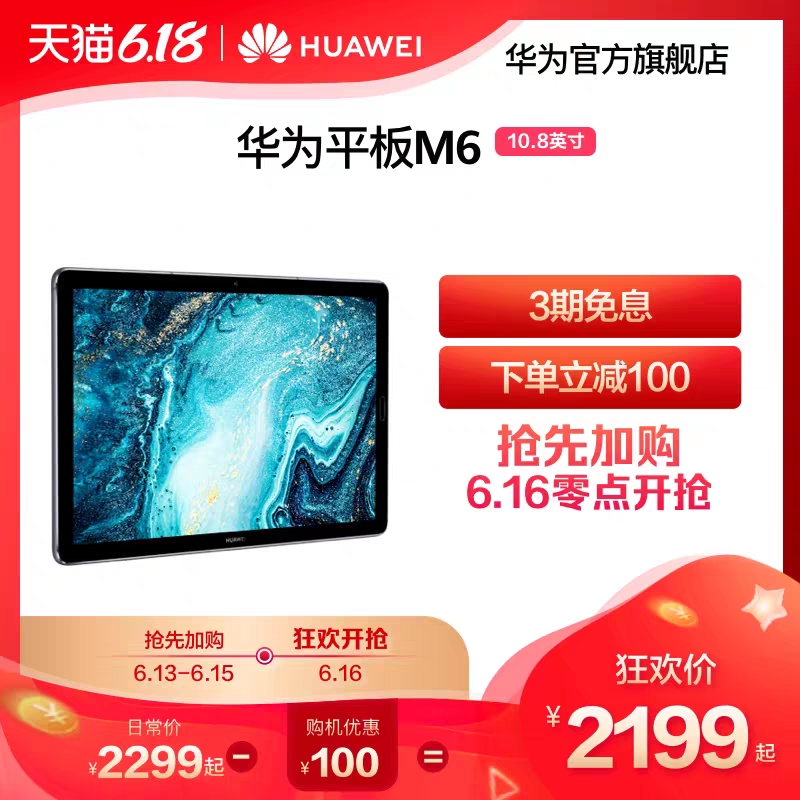 天猫6.18 HUAWEI 华为官方旗舰店
华为平板M6 10.8英寸
3期免息
下单立减100
抢先加购
6.16零点开抢
HUAWEI
抢先加购 狂欢开抢
6.13-6.15 6.16
狂欢价
¥2199起
日常价 购机优惠
¥2299起 - ¥100 =